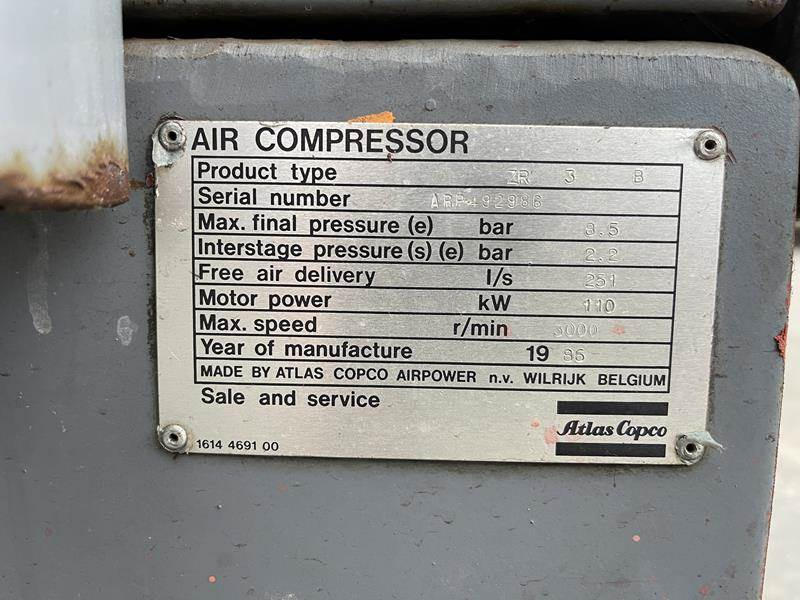 AIR COMPRESSOR
Product type ZR 3 B
Serial number
Max. final pressure (e) bar 8.5
Interstage pressure (s) (e) bar 2.2
Free air delivery l/s 251
Motor power kW 110
Max. speed r/min 3000
Year of manufacture 19 86
MADE BY ATLAS COPCO AIRPOWER n.v. WILRIJK BELGIUM
Sale and service
Atlas Copco
1614 4691 00